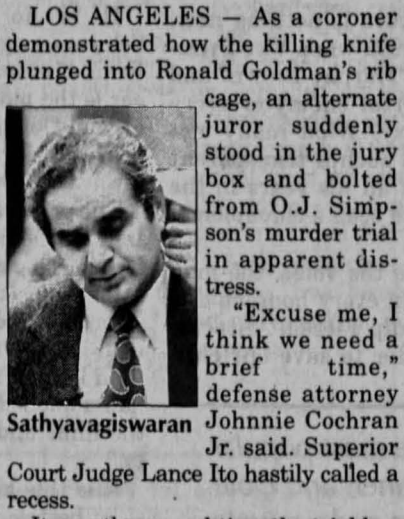 LOS ANGELES — As a coroner
demonstrated how the killing knife
plunged into Ronald Goldman's rib
cage, an alternate
juror suddenly
stood in the jury
box and bolted
from O.J. Simp-
son's murder trial
in apparent dis-
tress.
"Excuse me, I
think we need a
brief time,"
defense attorney
Sathyavagiswaran
Johnnie Cochran
Jr. said. Superior
Court Judge Lance Ito hastily called a
recess.